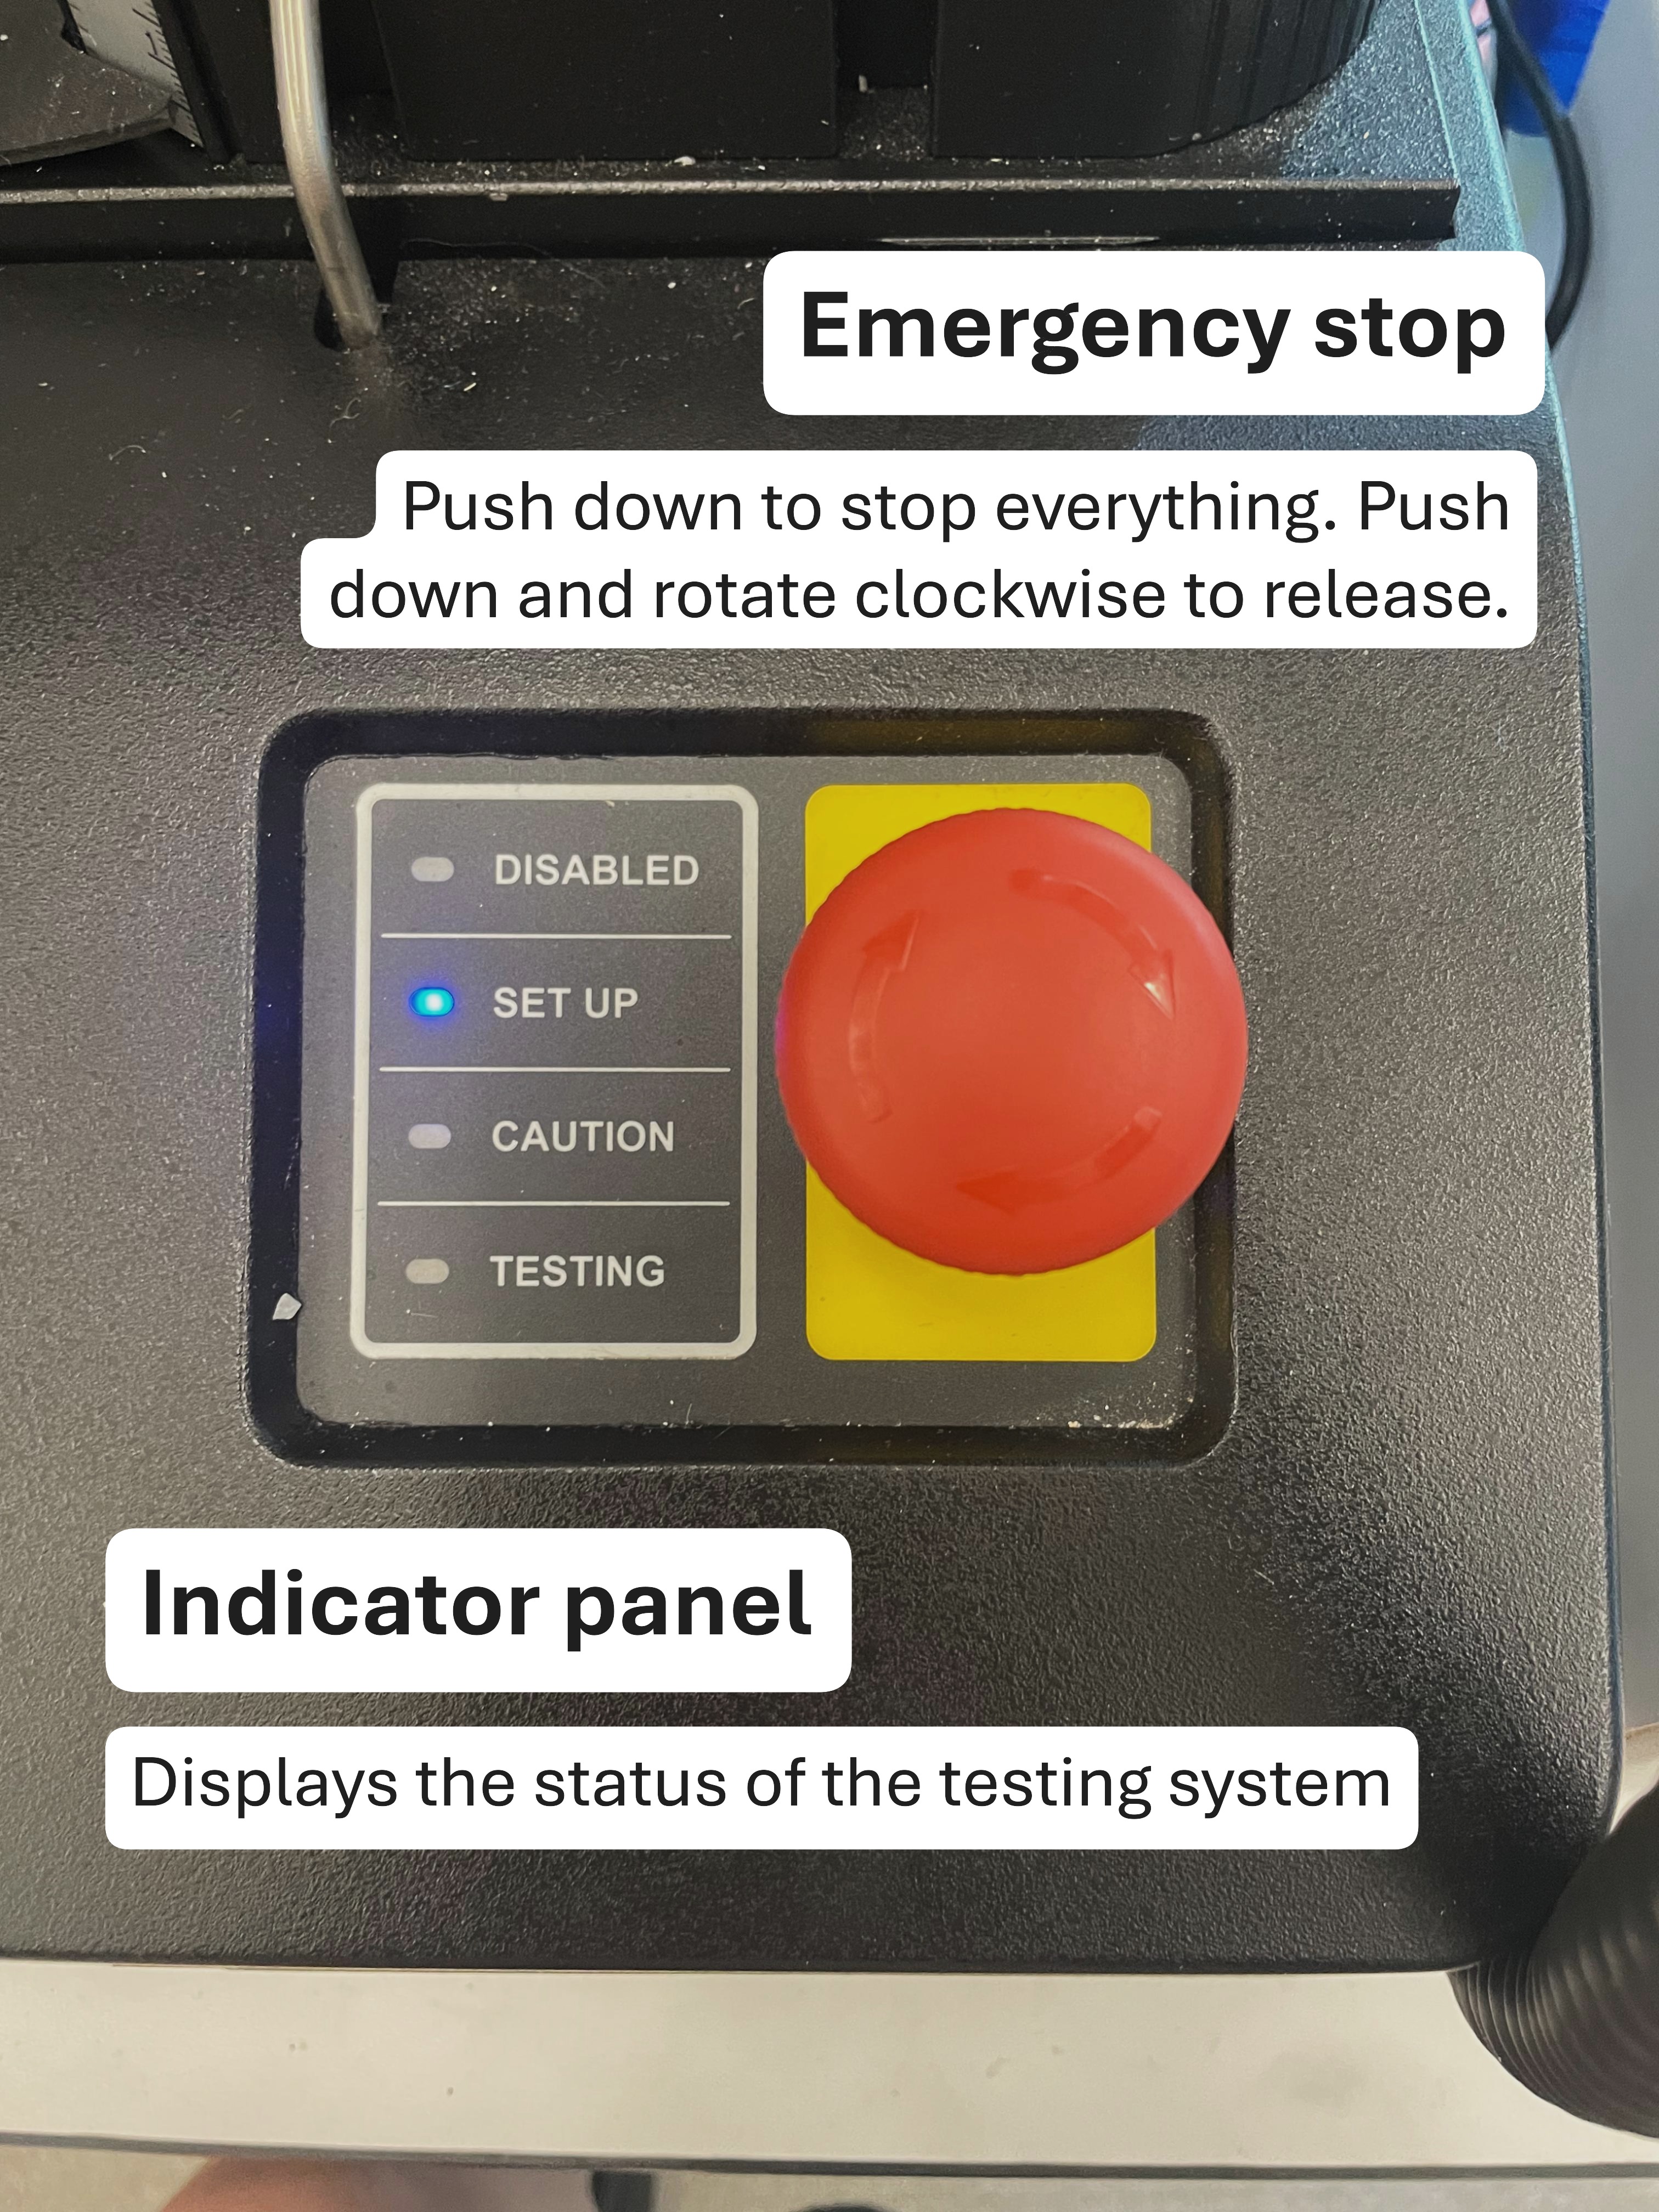 Emergency stop
Push down to stop everything. Push
down and rotate clockwise to release.
DISABLED
SET UP
CAUTION
TESTING
Indicator panel
Displays the status of the testing system